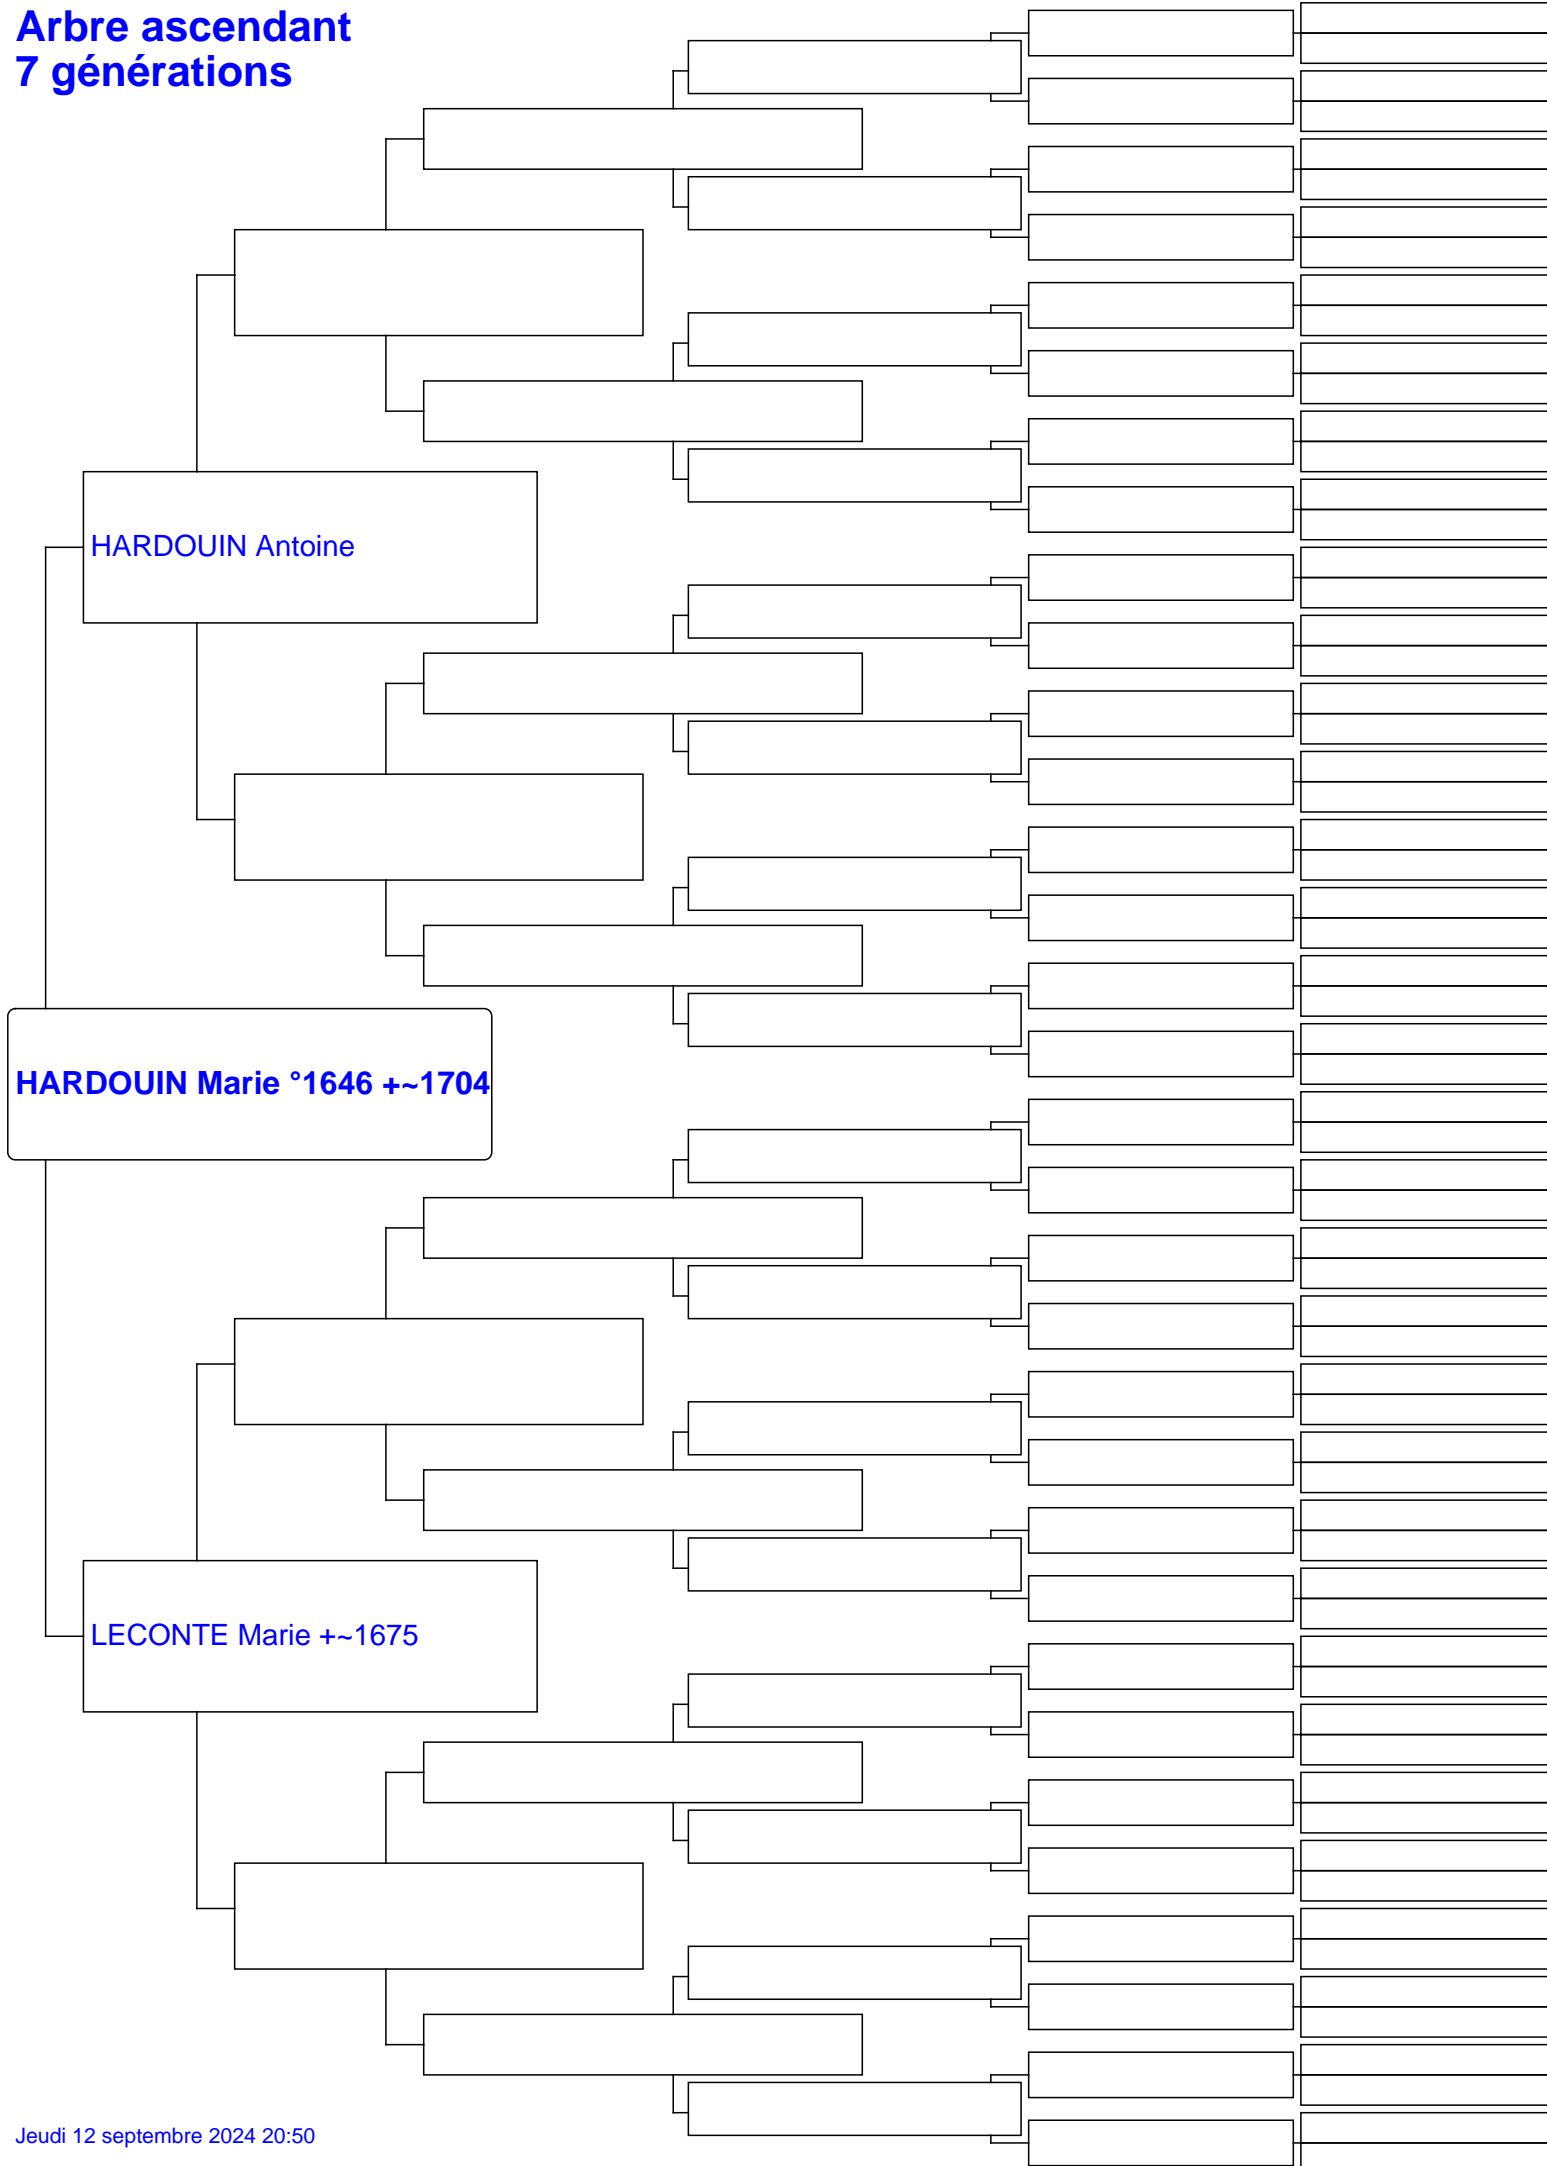 Arbre ascendant
7 générations
HARDOUIN Antoine
HARDOUIN Marie °1646 +~1704
LECONTE Marie +~1675
Jeudi 12 septembre 2024 20:50